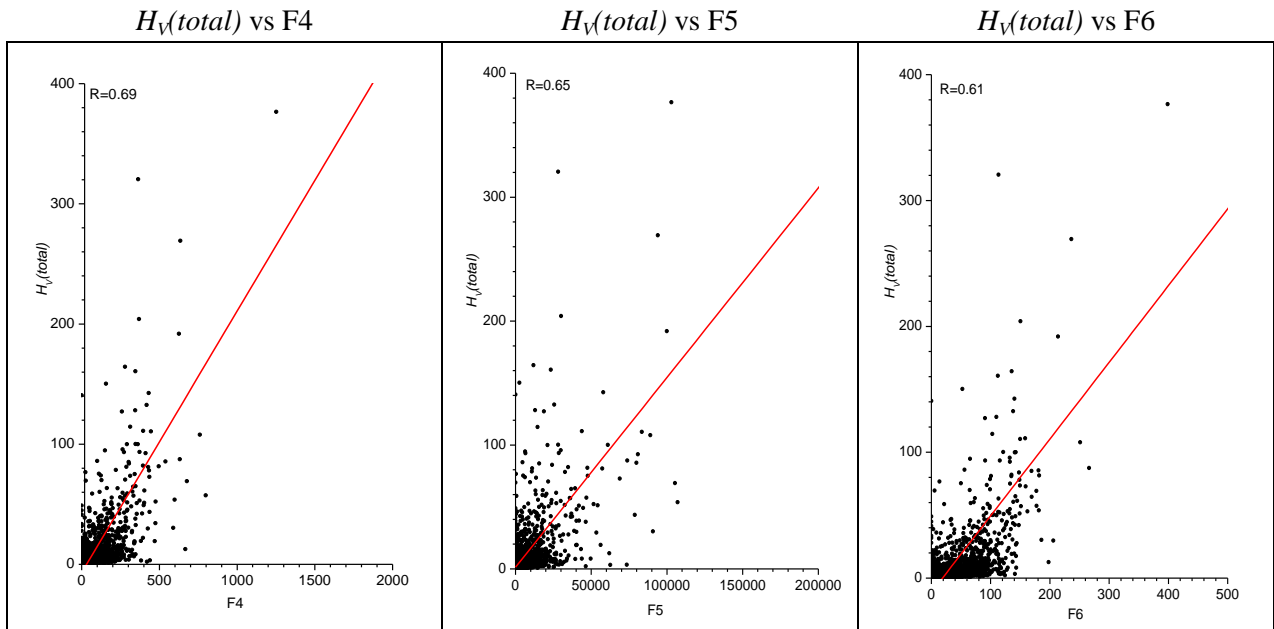 H_V(total) vs F4
H_V(total) vs F5
H_V(total) vs F6
R=0.69
400
300
200
100
0
H_V(total)
0
500
1000
1500
2000
F4
R=0.65
400
300
200
100
0
H_V(total)
0
50000
100000
150000
200000
F5
R=0.61
400
300
200
100
0
H_V(total)
0
100
200
300
400
500
F6